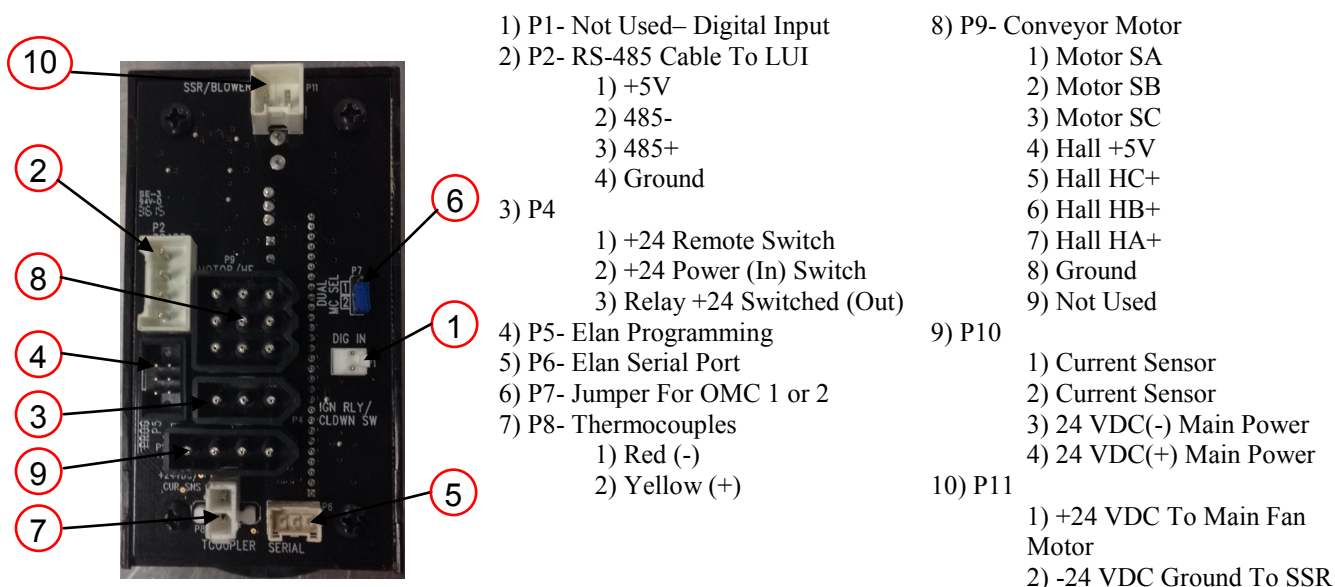 10
2
8
4
3
9
7
6
1
5
SSR/BLOWER
P11
P2
P9
MOTOR/HE
DUAL
MC SEL
1
2
P7
DIG IN
IGN RLY/
CLDWN SW
P4
PROG
P5
+24VDC/
CUR SNS
P8
TCOUPLER
SERIAL
P6
1) P1- Not Used– Digital Input
2) P2- RS-485 Cable To LUI
1) +5V
2) 485-
3) 485+
4) Ground
3) P4
1) +24 Remote Switch
2) +24 Power (In) Switch
3) Relay +24 Switched (Out)
4) P5- Elan Programming
5) P6- Elan Serial Port
6) P7- Jumper For OMC 1 or 2
7) P8- Thermocouples
1) Red (-)
2) Yellow (+)
8) P9- Conveyor Motor
1) Motor SA
2) Motor SB
3) Motor SC
4) Hall +5V
5) Hall HC+
6) Hall HB+
7) Hall HA+
8) Ground
9) Not Used
9) P10
1) Current Sensor
2) Current Sensor
3) 24 VDC(-) Main Power
4) 24 VDC(+) Main Power
10) P11
1) +24 VDC To Main Fan
Motor
2) -24 VDC Ground To SSR